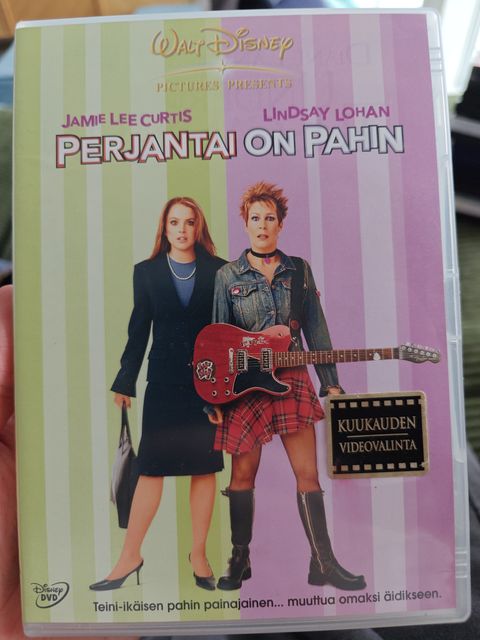 WALT DISNEY
PICTURES PRESENTS
JAMIE LEE CURTIS LINDSAY LOHAN
PERJANTAI ON PAHIN
KUUKAUDEN
VIDEOVALINTA
Disney
DVD
Teini-ikäisen pahin painajainen... muuttua omaksi äidikseen.